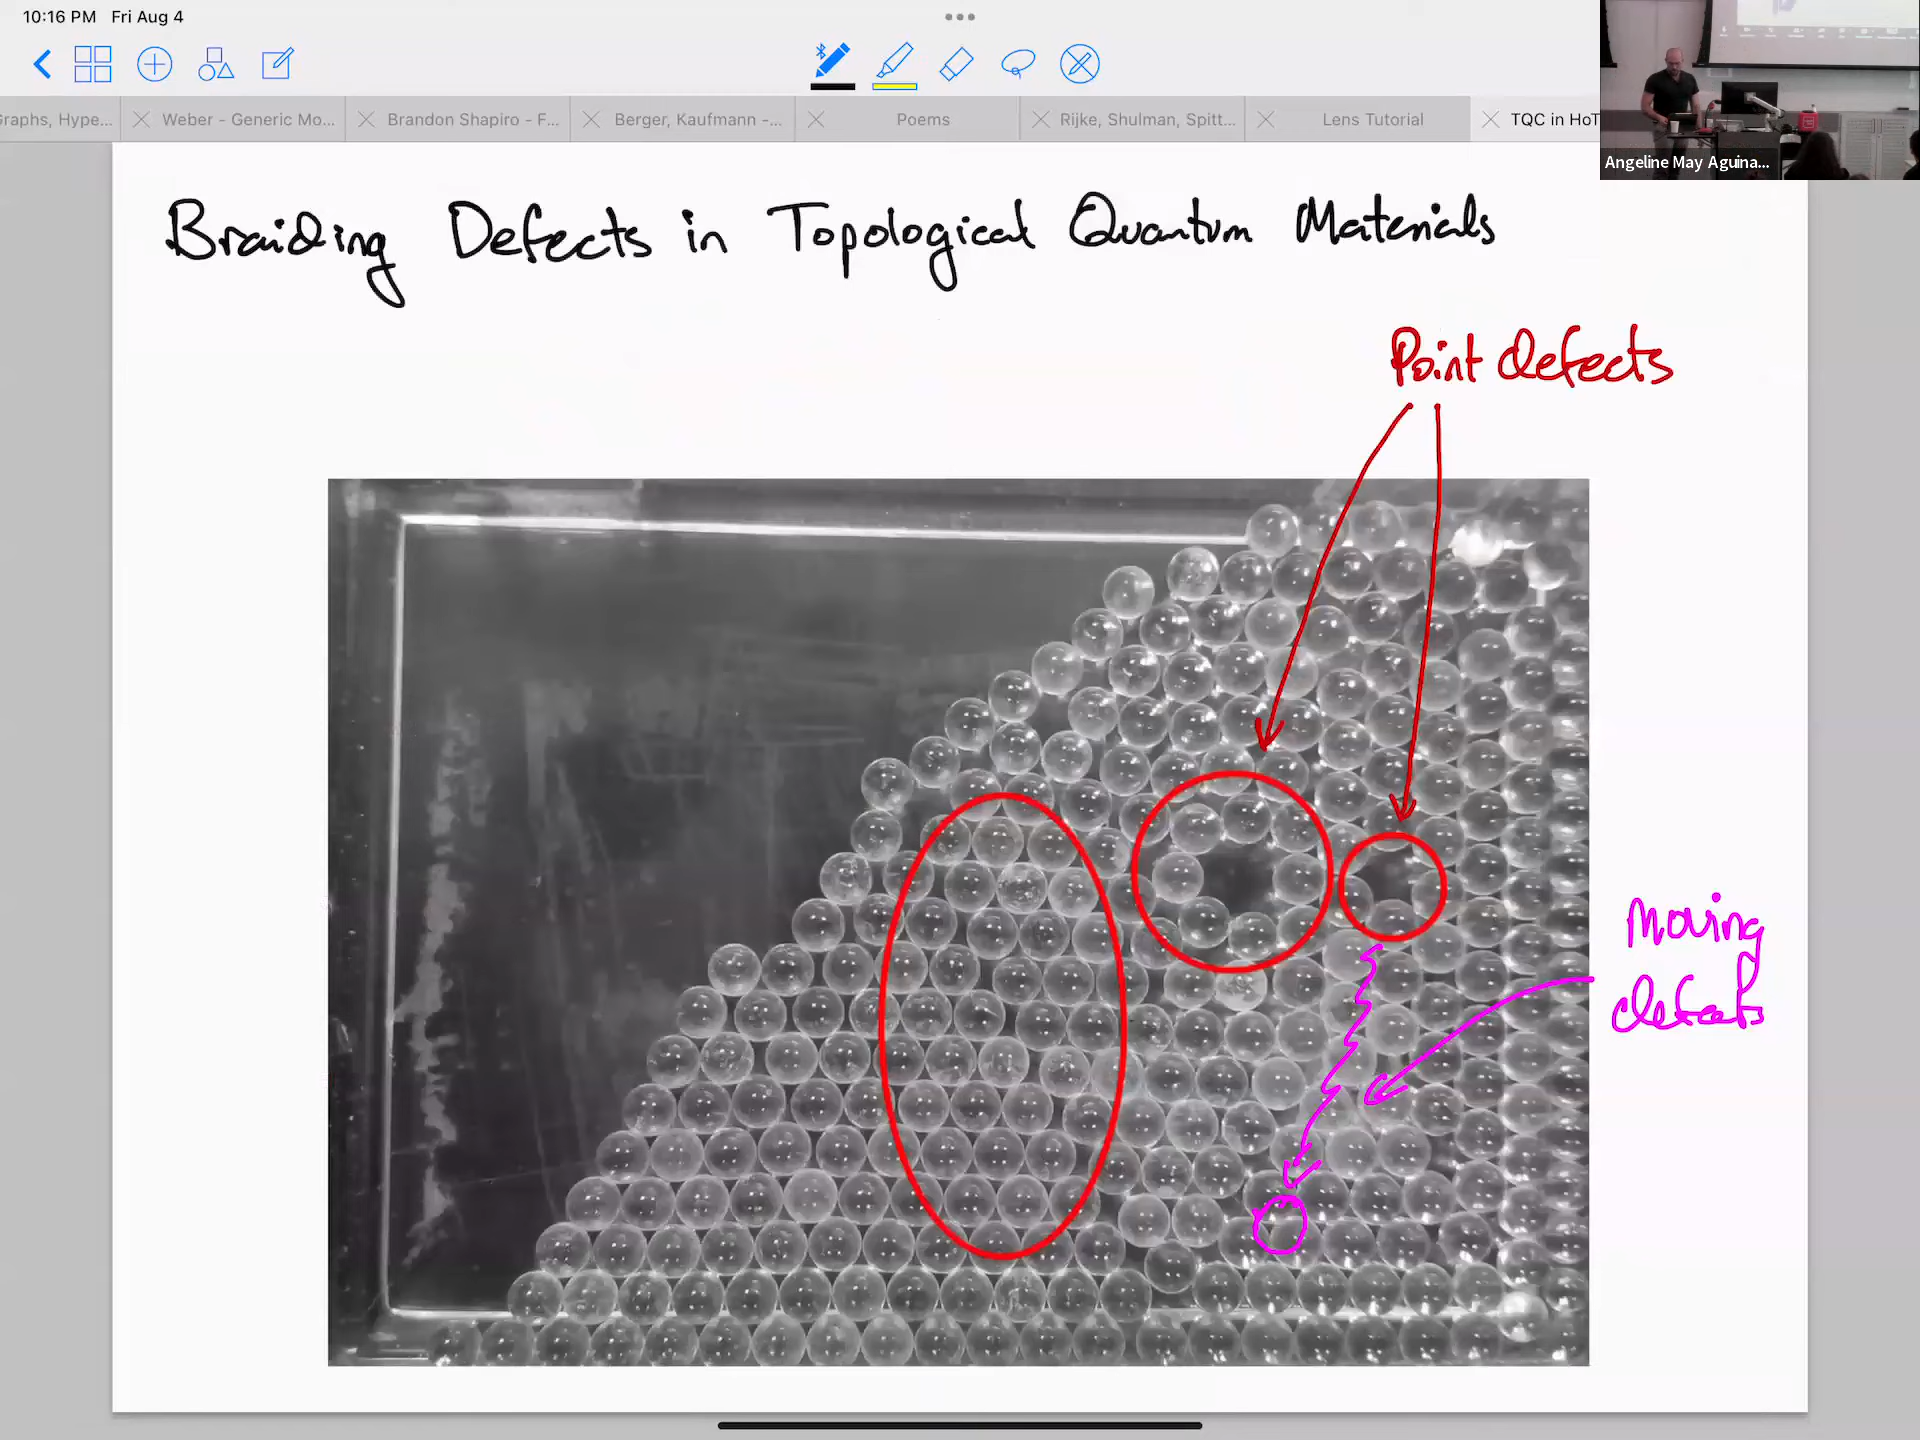 10:16 PM Fri Aug 4
Graphs, Hype...
Weber - Generic Mo...
Brandon Shapiro - F...
Berger, Kaufmann -...
Poems
Rijke, Shulman, Spitt...
Lens Tutorial
TQC in HoT
Angeline May Aguina...
Braiding Defects in Topological Quantum Materials
Point defects
Moving
defects